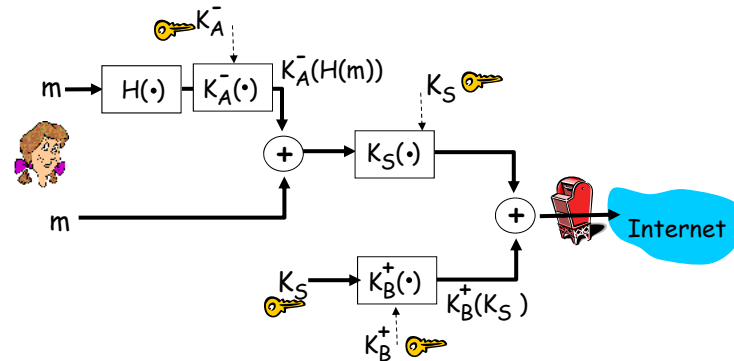 K_A^-
m
H(·)
K_A^-(·)
K_A^-(H(m))
K_S
+
K_S(·)
m
+
Internet
K_S
K_B^+(·)
K_B^+(K_S )
K_B^+